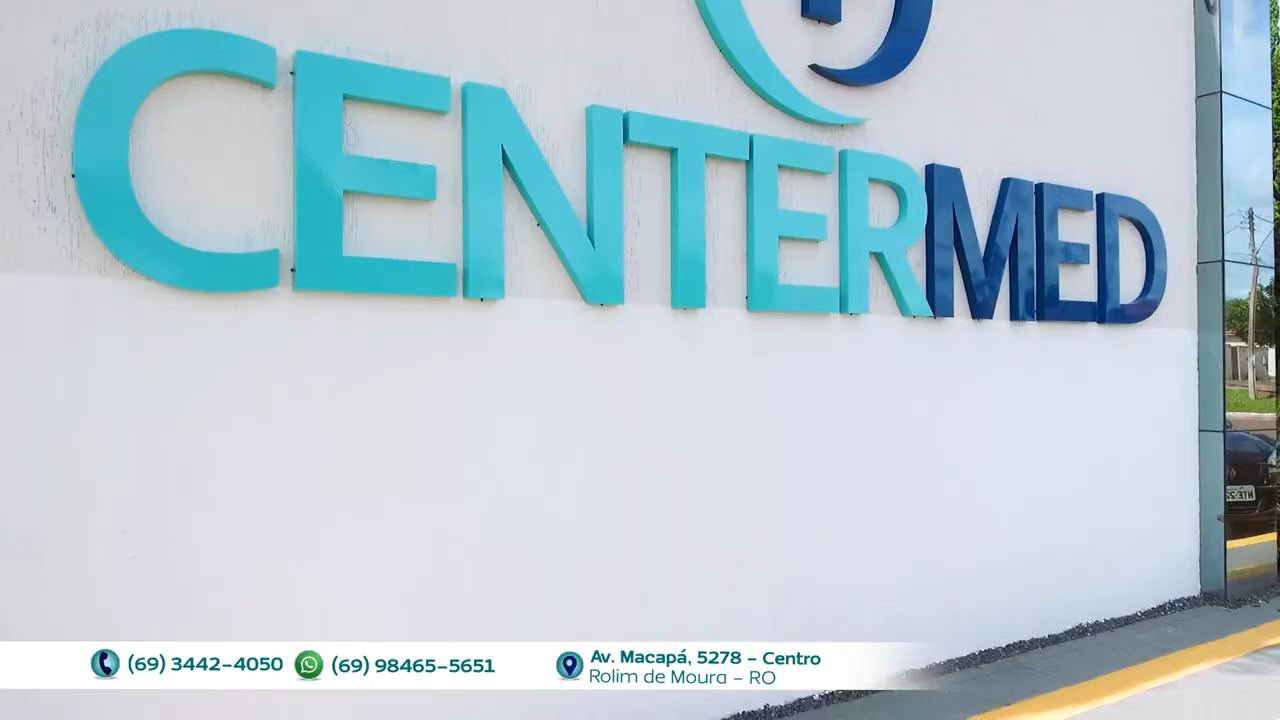 CENTERMED
(69) 3442-4050 (69) 98465-5651
Av. Macapá, 5278 - Centro
Rolim de Moura - RO